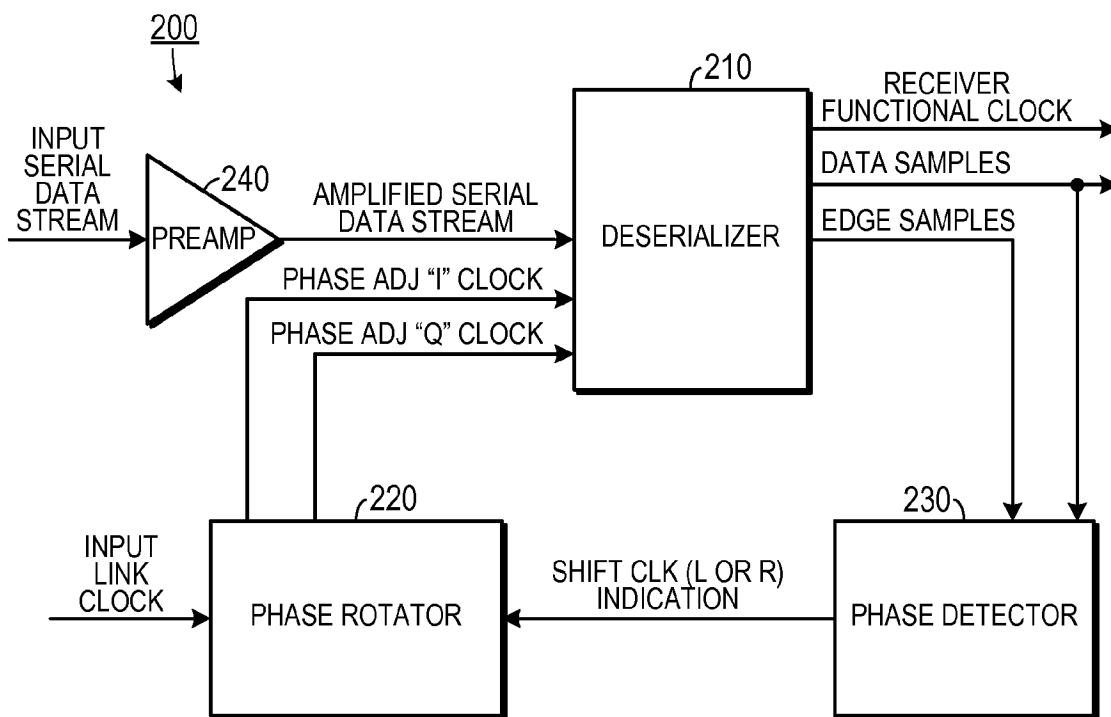 200
INPUT
SERIAL
DATA
STREAM
240
PREAMP
AMPLIFIED SERIAL
DATA STREAM
PHASE ADJ “I” CLOCK
PHASE ADJ “Q” CLOCK
210
DESERIALIZER
RECEIVER
FUNCTIONAL CLOCK
DATA SAMPLES
EDGE SAMPLES
INPUT
LINK
CLOCK
220
PHASE ROTATOR
SHIFT CLK (L OR R)
INDICATION
230
PHASE DETECTOR